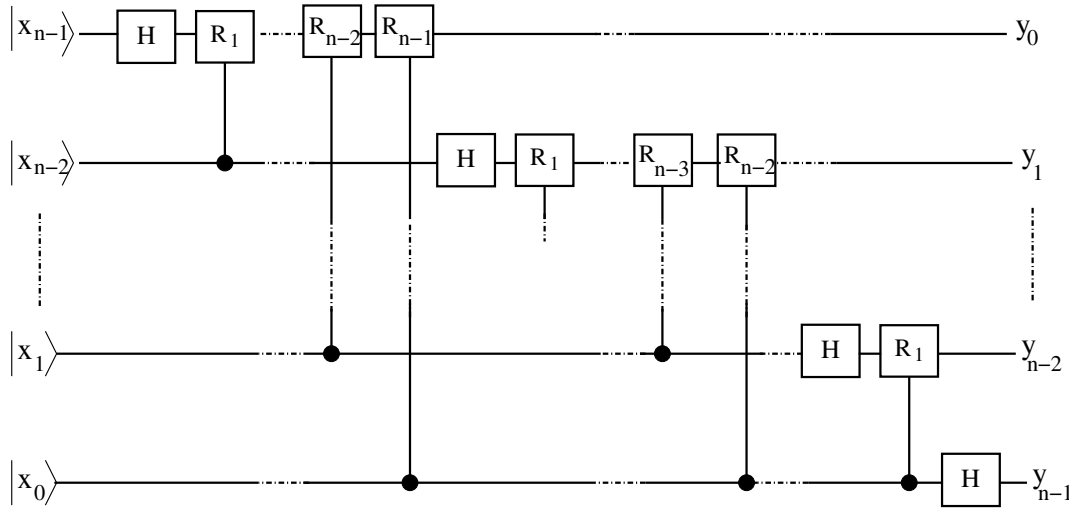 |x_{n−1}⟩ H R_1 R_{n−2} R_{n−1} y_0
|x_{n−2}⟩ H R_1 R_{n−3} R_{n−2} y_1
|x_1⟩ H R_1 y_{n−2}
|x_0⟩ H y_{n−1}